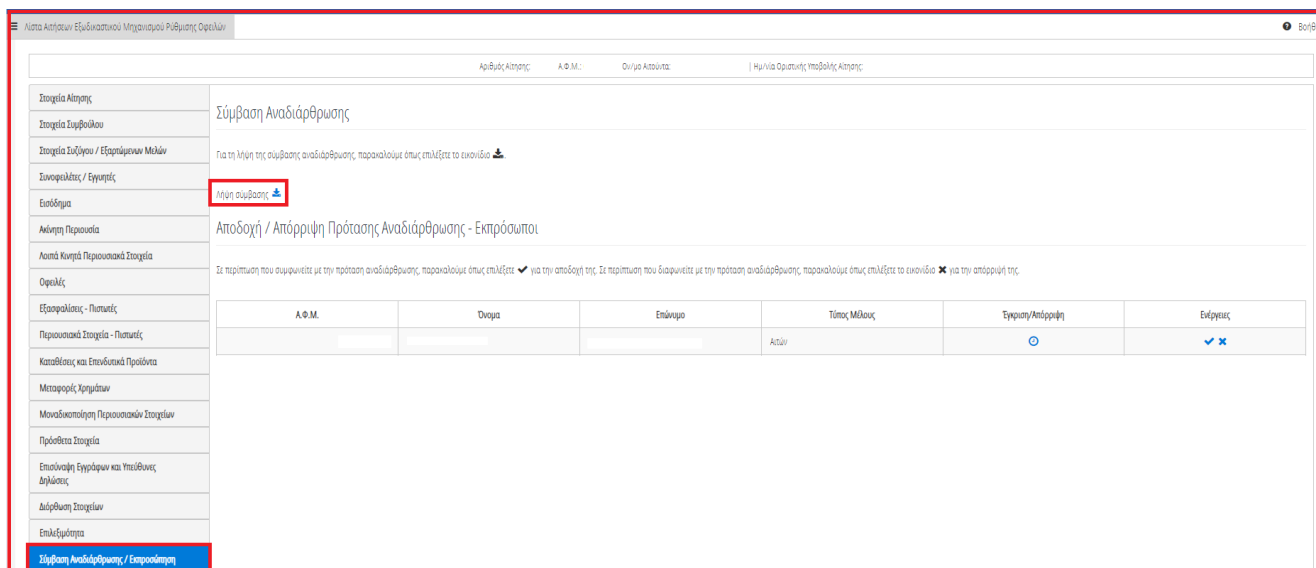 Λίστα Αιτήσεων Εξωδικαστικού Μηχανισμού Ρύθμισης Οφειλών
Βοήθ
Αριθμός Αίτησης: Α.Φ.Μ.: Ον/μο Αιτούντα: | Ημ/νία Οριστικής Υποβολής Αίτησης:
Στοιχεία Αίτησης
Στοιχεία Συμβούλου
Στοιχεία Συζύγου / Εξαρτώμενων Μελών
Συνοφειλέτες / Εγγυητές
Εισόδημα
Ακίνητη Περιουσία
Λοιπά Κινητά Περιουσιακά Στοιχεία
Οφειλές
Εξασφαλίσεις - Πιστωτές
Περιουσιακά Στοιχεία - Πιστωτές
Καταθέσεις και Επενδυτικά Προϊόντα
Μεταφορές Χρημάτων
Μοναδικοποίηση Περιουσιακών Στοιχείων
Πρόσθετα Στοιχεία
Επισύναψη Εγγράφων και Υπεύθυνες
Δηλώσεις
Διόρθωση Στοιχείων
Επιλεξιμότητα
Σύμβαση Αναδιάρθρωσης / Εκπροσώπηση
Σύμβαση Αναδιάρθρωσης
Για τη λήψη της σύμβασης αναδιάρθρωσης, παρακαλούμε όπως επιλέξετε το εικονίδιο .
Λήψη σύμβασης
Αποδοχή / Απόρριψη Πρότασης Αναδιάρθρωσης - Εκπρόσωποι
Σε περίπτωση που συμφωνείτε με την πρόταση αναδιάρθρωσης, παρακαλούμε όπως επιλέξετε ✔ για την αποδοχή της. Σε περίπτωση που διαφωνείτε με την πρόταση αναδιάρθρωσης, παρακαλούμε όπως επιλέξετε το εικονίδιο ✖ για την απόρριψή της.
Α.Φ.Μ. Όνομα Επώνυμο Τύπος Μέλους Έγκριση/Απόρριψη Ενέργειες
Αιτών